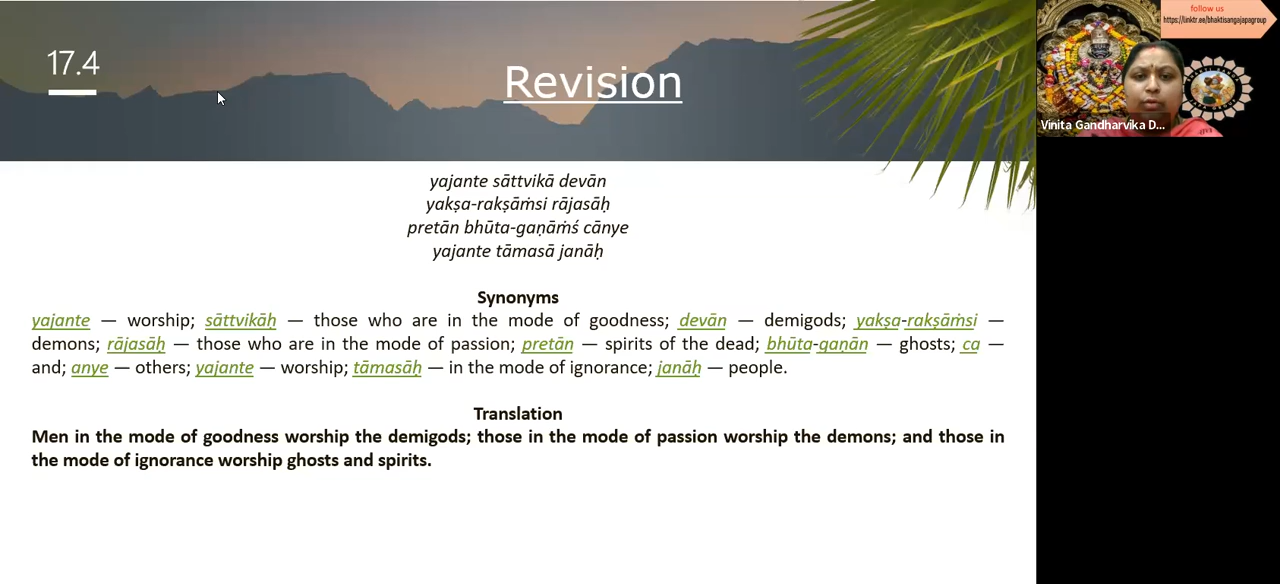 17.4
Revision
yajante sāttvikā devān
yakṣa-rakṣāṁsi rājasāḥ
pretān bhūta-gaṇāṁś cānye
yajante tāmasā janāḥ
Synonyms
yajante — worship; sāttvikāḥ — those who are in the mode of goodness; devān — demigods; yakṣa-rakṣāṁsi —
demons; rājasāḥ — those who are in the mode of passion; pretān — spirits of the dead; bhūta-gaṇān — ghosts; ca —
and; anye — others; yajante — worship; tāmasāḥ — in the mode of ignorance; janāḥ — people.
Translation
Men in the mode of goodness worship the demigods; those in the mode of passion worship the demons; and those in
the mode of ignorance worship ghosts and spirits.
follow us
https://linktr.ee/bhaktisangajapagroup
Vinita Gandharvika D...